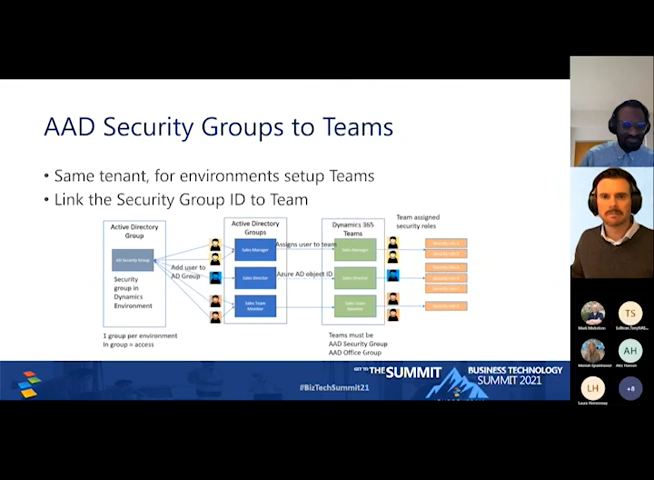 AAD Security Groups to Teams
• Same tenant, for environments setup Teams
• Link the Security Group ID to Team
Active Directory
Group
AD Security Group
Security
group in
Dynamics
Environment
1 group per environment
In group = access
Add user to
AD Group
Active Directory
Groups
Sales Manager
Sales Director
Sales Team
Member
Assigns user to team
Azure AD object ID
Dynamics 365
Teams
Sales Manager
Sales Director
Sales Team
Member
Teams must be
AAD Security Group
AAD Office Group
Team assigned
security roles
#BizTechSummit21
GET TO THE SUMMIT
BUSINESS TECHNOLOGY
SUMMIT 2021
TS
AH
LH
+8